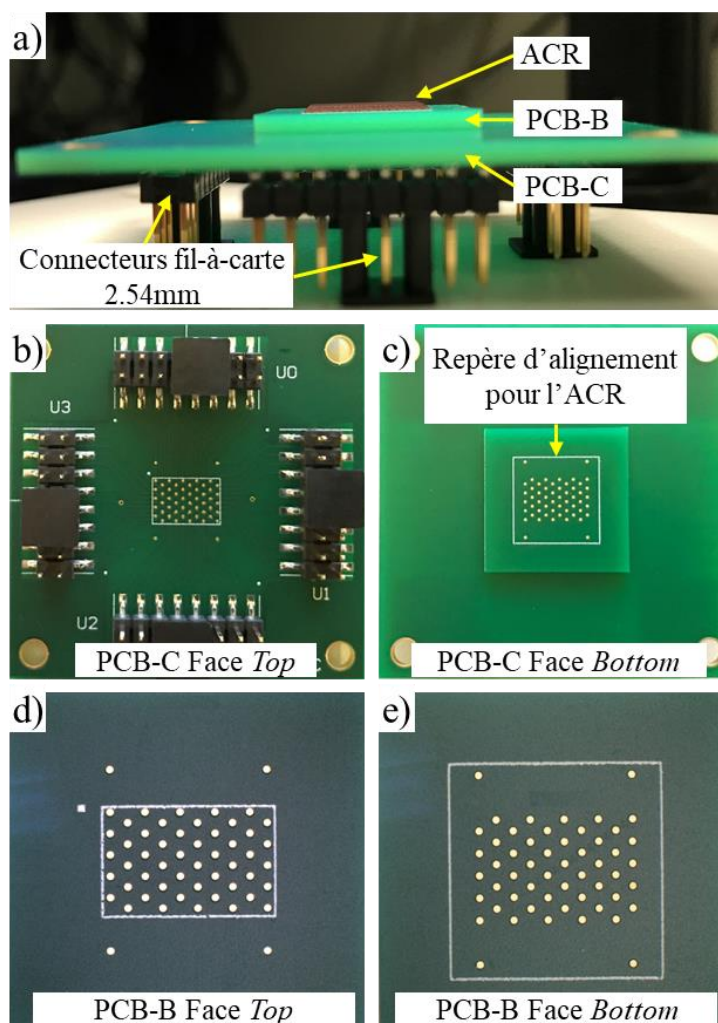 a)
ACR
PCB-B
PCB-C
Connecteurs fil-à-carte
2.54mm
b)
U0
U3
U1
U2
C
PCB-C Face Top
c)
Repère d’alignement
pour l’ACR
PCB-C Face Bottom
d)
PCB-B Face Top
e)
PCB-B Face Bottom